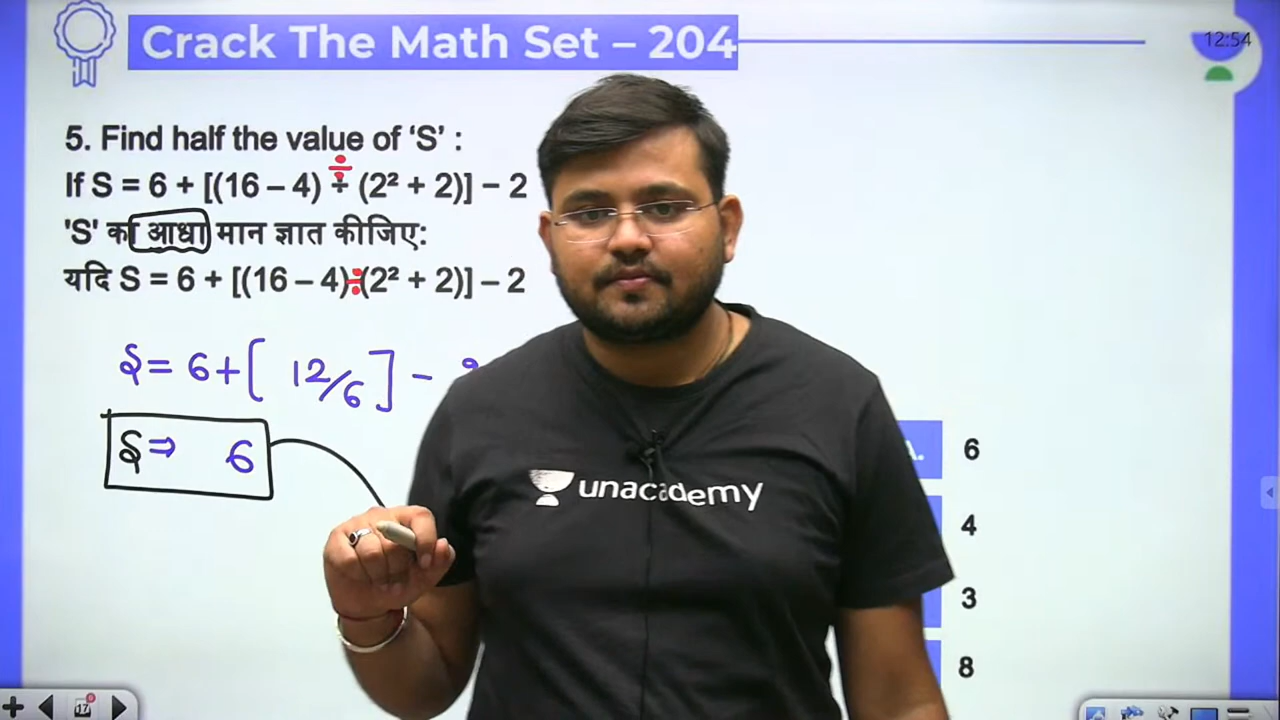 Crack The Math Set – 204
12:54
5. Find half the value of ‘S’ :
If S = 6 + [(16 – 4) ÷ (2² + 2)] – 2
'S' का आधा मान ज्ञात कीजिए:
यदि S = 6 + [(16 – 4)÷(2² + 2)] – 2
S = 6 + [ 12/6 ] –
S ⇒ 6
unacademy
6
4
3
8
17